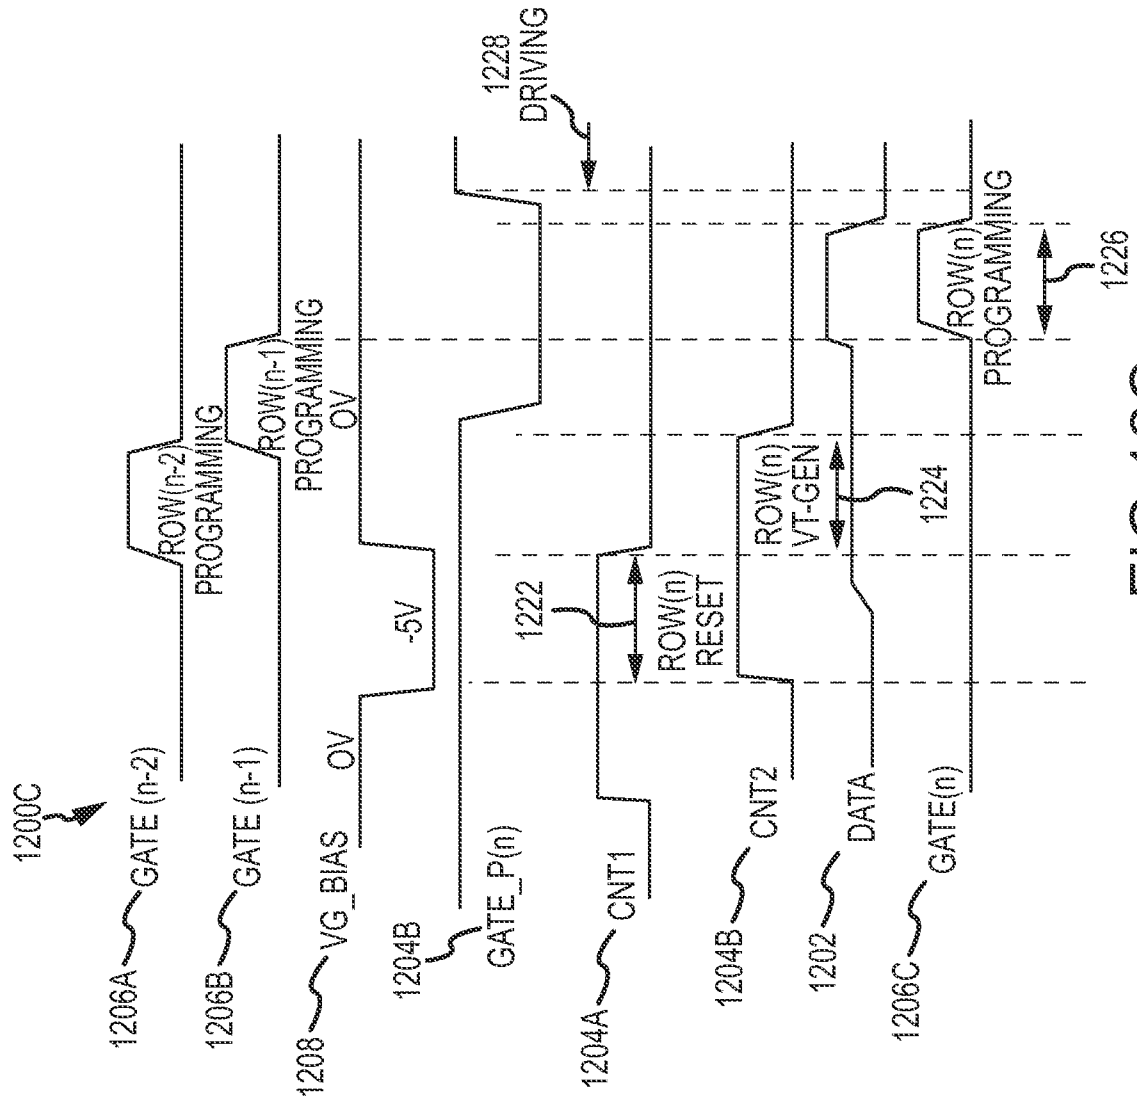 1200C
1206A GATE (n-2)
ROW(n-2)
PROGRAMMING
1206B GATE (n-1)
ROW(n-1)
PROGRAMMING
1208 VG_BIAS
0V
-5V
0V
1204B GATE_P(n)
1228
DRIVING
1204A CNT1
1222
ROW(n)
RESET
1204B CNT2
ROW(n)
VT-GEN
1224
1202 DATA
1206C GATE(n)
ROW(n)
PROGRAMMING
1226